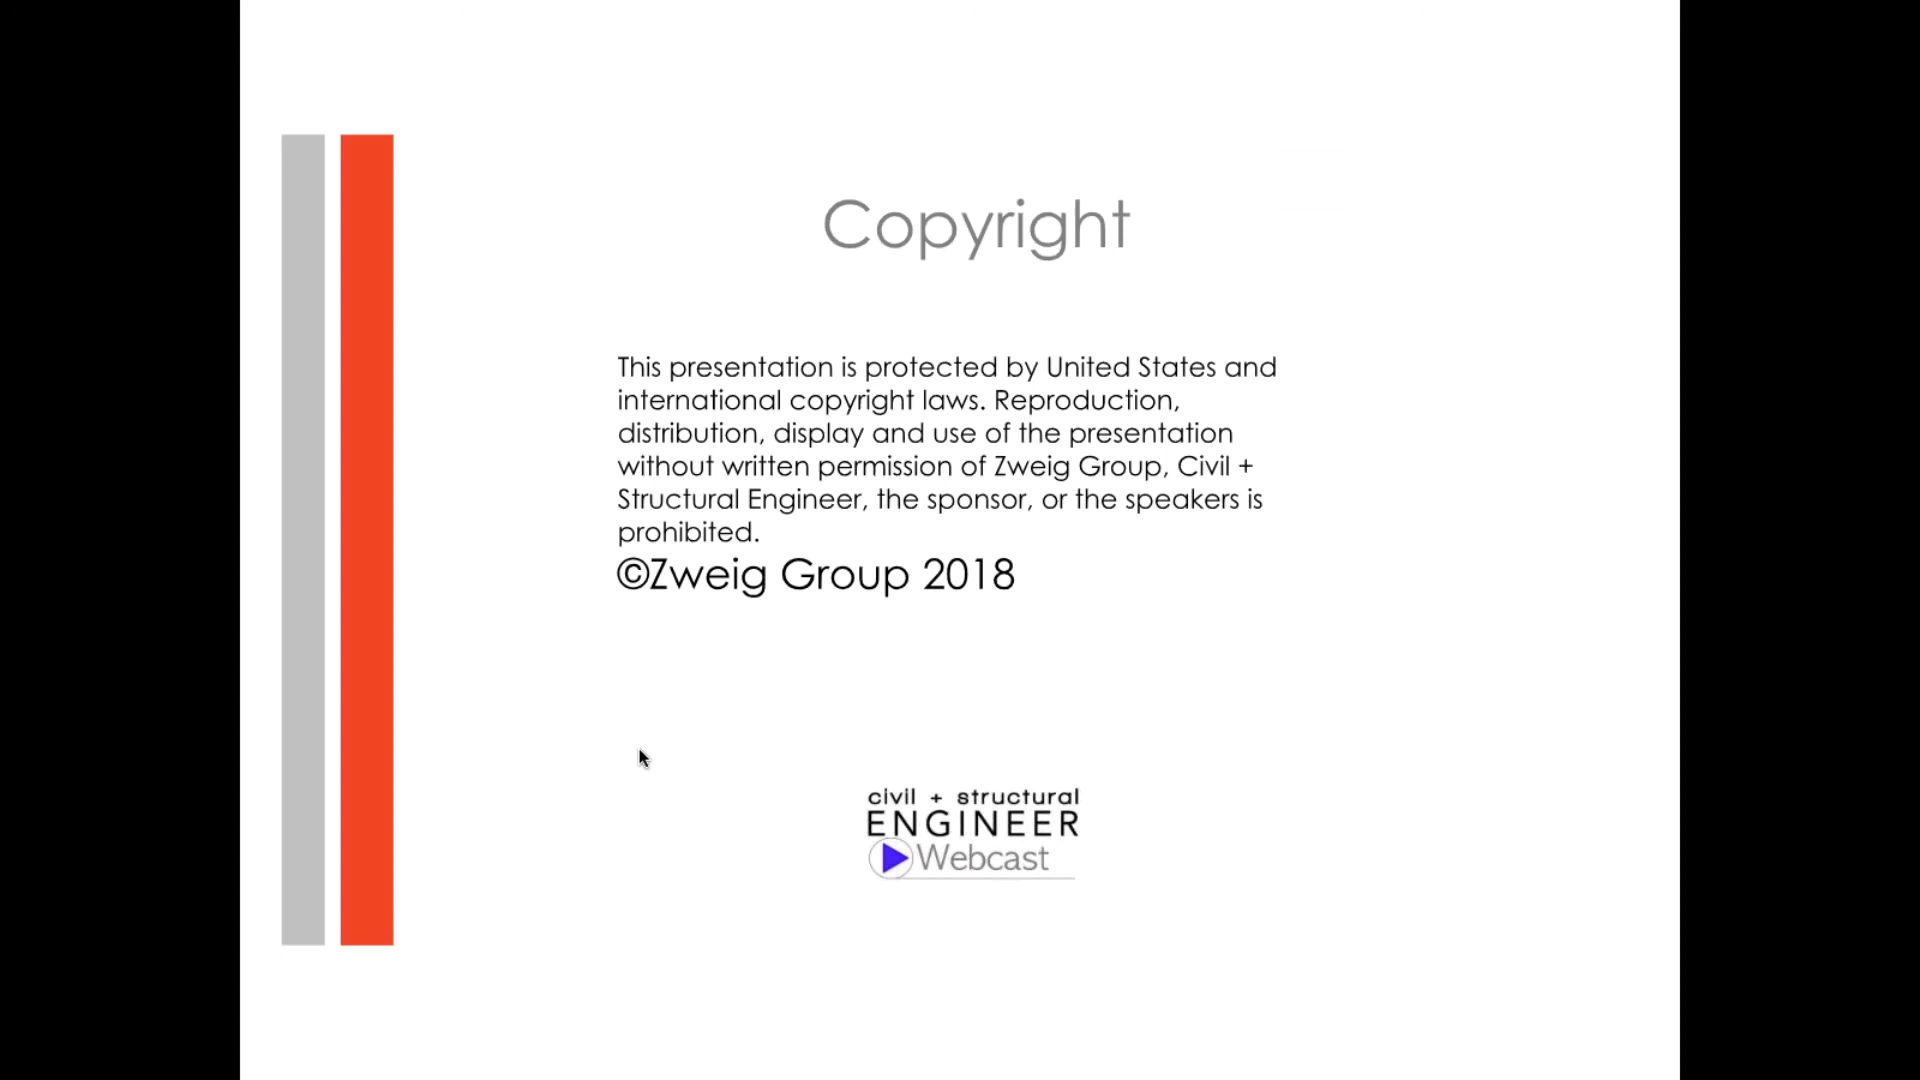 Copyright
This presentation is protected by United States and
international copyright laws. Reproduction,
distribution, display and use of the presentation
without written permission of Zweig Group, Civil +
Structural Engineer, the sponsor, or the speakers is
prohibited.
©Zweig Group 2018
civil + structural
ENGINEER
Webcast